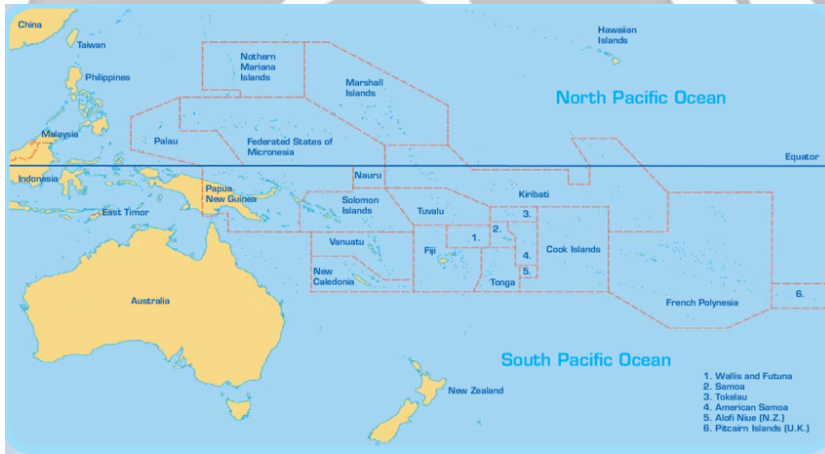 China
Taiwan
Hawaiian
Islands
Nothern
Mariana
Islands
Philippines
Marshall
Islands
North Pacific Ocean
Malaysia
Palau
Federated States of
Micronesia
Equator
Indonesia
Nauru
Papua
New Guinea
Kiribati
Solomon
Islands
East Timor
Tuvalu
3.
2.
1.
Vanuatu
Fiji
Cook Islands
4.
5.
New
Caledonia
Tonga
6.
Australia
French Polynesia
South Pacific Ocean
New Zealand
1. Wallis and Futuna
2. Samoa
3. Tokelau
4. American Samoa
5. Alofi Niue (N.Z.)
6. Pitcairn Islands (U.K.)